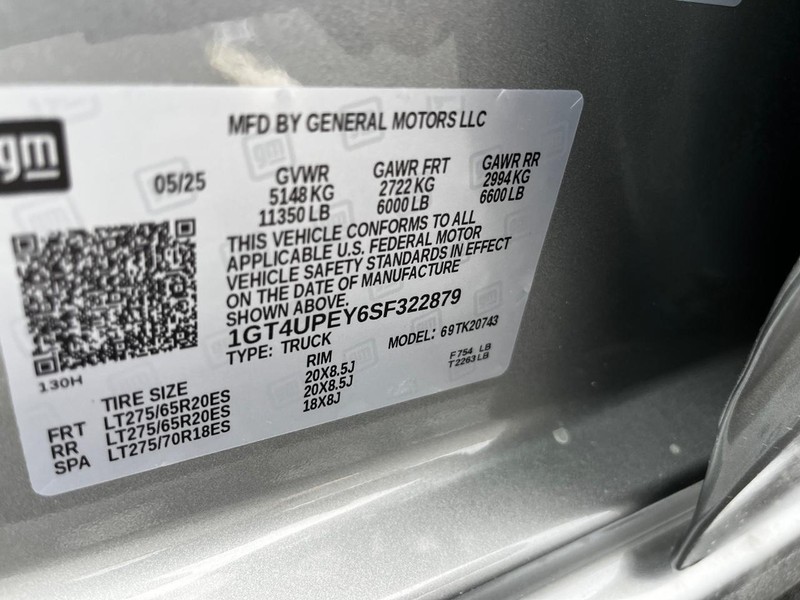 gm
MFD BY GENERAL MOTORS LLC
05/25
GVWR
5148 KG
11350 LB
GAWR FRT
2722 KG
6000 LB
GAWR RR
2994 KG
6600 LB
THIS VEHICLE CONFORMS TO ALL
APPLICABLE U.S. FEDERAL MOTOR
VEHICLE SAFETY STANDARDS IN EFFECT
ON THE DATE OF MANUFACTURE
SHOWN ABOVE.
1GT4UPEY6SF322879
TYPE: TRUCK
MODEL: 69TK20743
F 754 LB
T 2263 LB
130H
TIRE SIZE RIM
FRT LT275/65R20ES 20X8.5J
RR LT275/65R20ES 20X8.5J
SPA LT275/70R18ES 18X8J